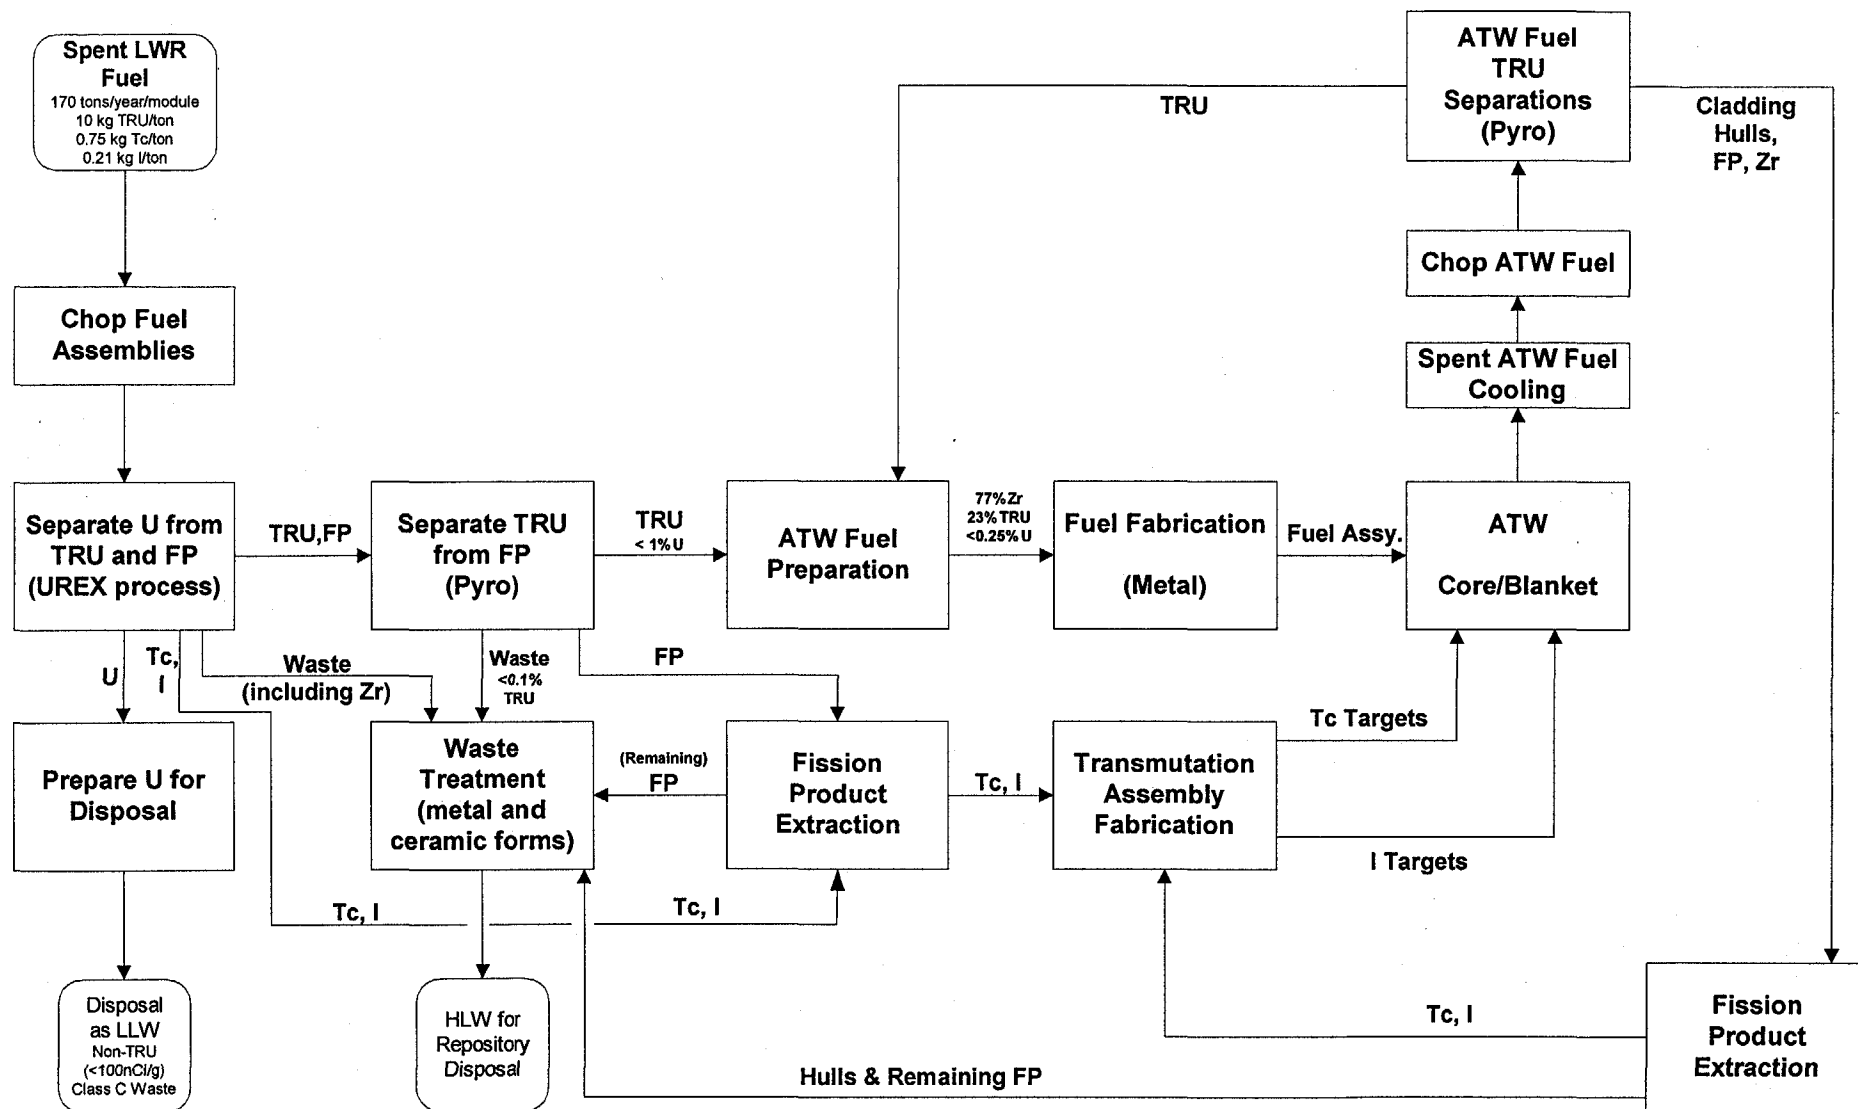 Spent LWR
Fuel
170 tons/year/module
10 kg TRU/ton
0.75 kg Tc/ton
0.21 kg I/ton
ATW Fuel
TRU
Separations
(Pyro)
TRU
Cladding
Hulls,
FP, Zr
Chop ATW Fuel
Chop Fuel
Assemblies
Spent ATW Fuel
Cooling
Separate U from
TRU and FP
(UREX process)
TRU,FP
Separate TRU
from FP
(Pyro)
TRU
< 1% U
ATW Fuel
Preparation
77% Zr
23% TRU
<0.25% U
Fuel Fabrication
(Metal)
Fuel Assy.
ATW
Core/Blanket
U
Tc,
I
Waste
(including Zr)
Waste
<0.1%
TRU
FP
Prepare U for
Disposal
Waste
Treatment
(metal and
ceramic forms)
(Remaining)
FP
Fission
Product
Extraction
Tc, I
Transmutation
Assembly
Fabrication
Tc Targets
I Targets
Tc, I
Tc, I
Disposal
as LLW
Non-TRU
(<100nCi/g)
Class C Waste
HLW for
Repository
Disposal
Tc, I
Hulls & Remaining FP
Fission
Product
Extraction